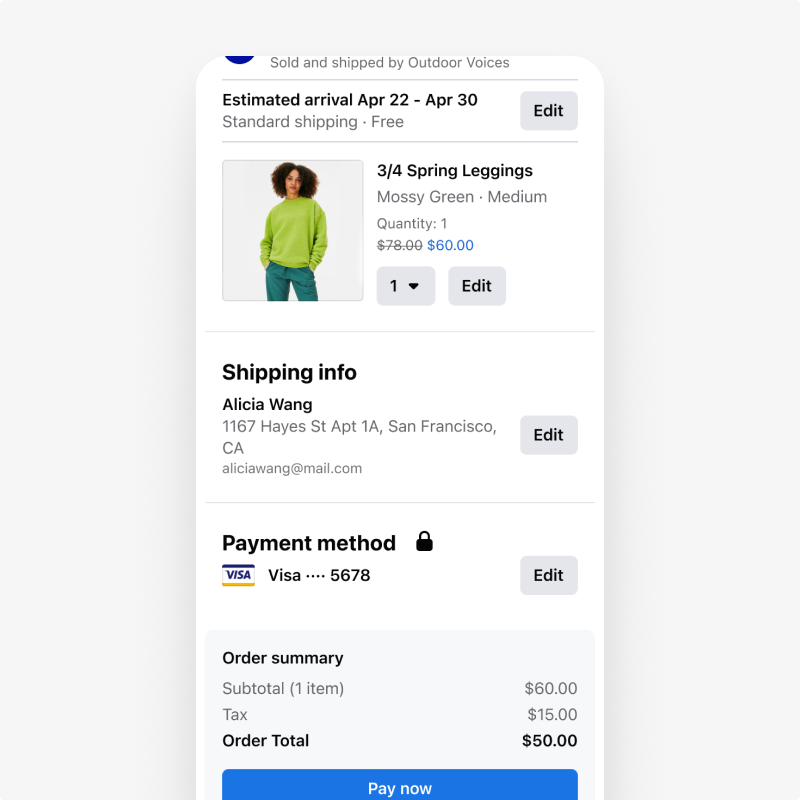 Sold and shipped by Outdoor Voices
Estimated arrival Apr 22 - Apr 30
Standard shipping · Free
Edit
3/4 Spring Leggings
Mossy Green · Medium
Quantity: 1
$78.00 $60.00
1
Edit
Shipping info
Alicia Wang
1167 Hayes St Apt 1A, San Francisco,
CA
aliciawang@mail.com
Edit
Payment method
VISA Visa ···· 5678
Edit
Order summary
Subtotal (1 item) $60.00
Tax $15.00
Order Total $50.00
Pay now